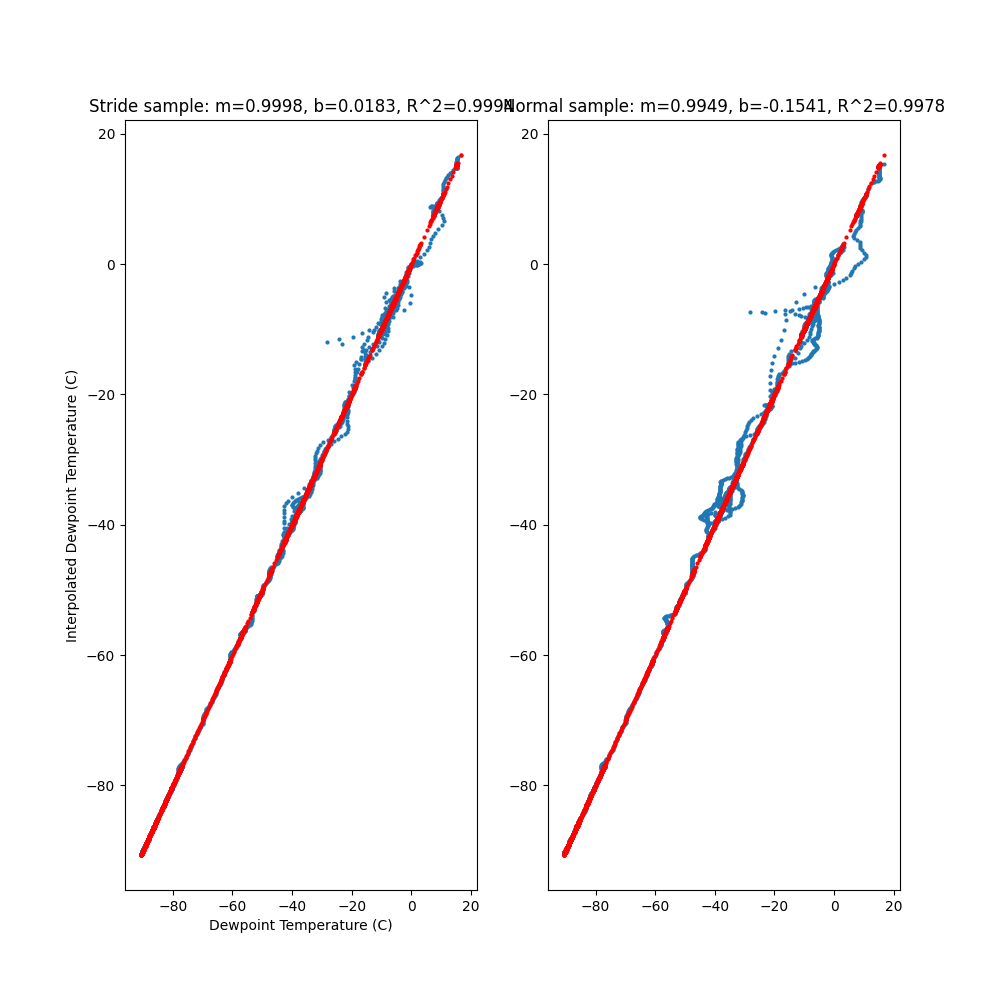 Stride sample: m=0.9998, b=0.0183, R^2=0.9994
Normal sample: m=0.9949, b=-0.1541, R^2=0.9978
20
0
−20
−40
−60
−80
Interpolated Dewpoint Temperature (C)
−80 −60 −40 −20 0 20
Dewpoint Temperature (C)
20
0
−20
−40
−60
−80
−80 −60 −40 −20 0 20